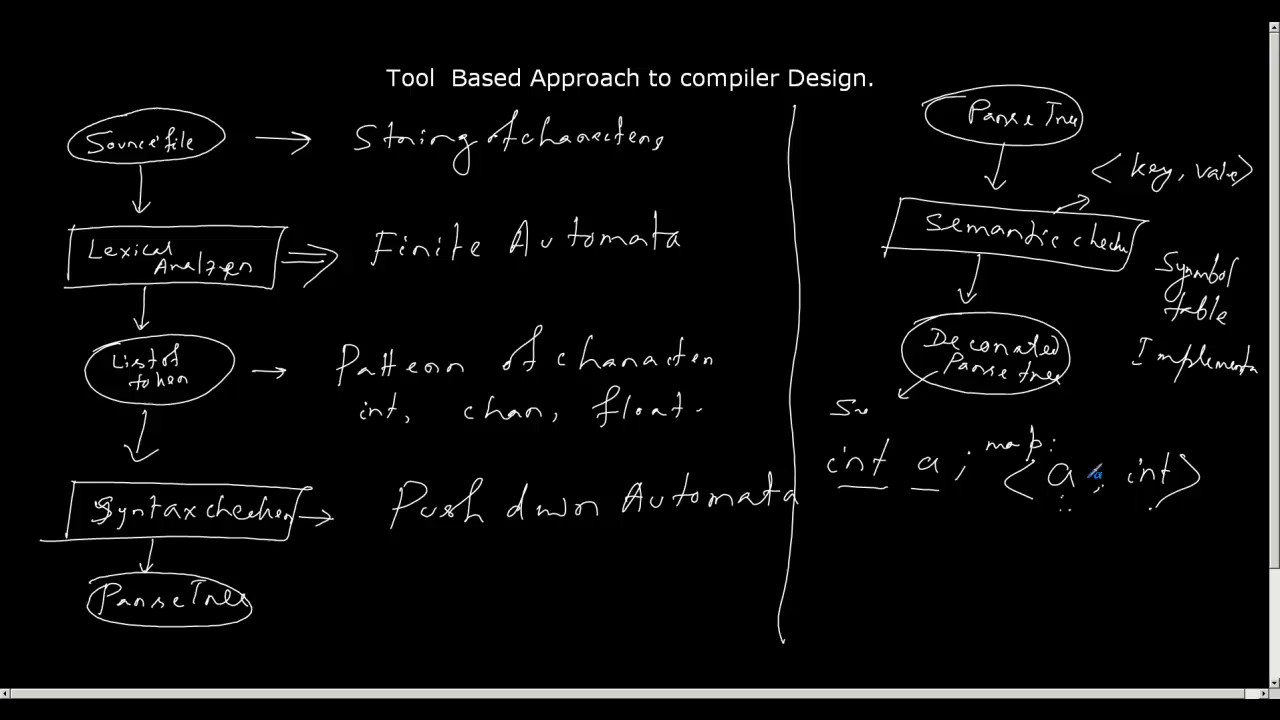 Tool Based Approach to compiler Design.
Source file
String of characters
Lexical
Analyzer
Finite Automata
List of
token
Pattern of character
int, char, float.
Syntax checker
Push down Automata
Parse Tree
Parse Tree
< key, value>
Semantic checke
Symbol
table
Implementa
Decorated
Parse tree
int a ; map: < a , int >